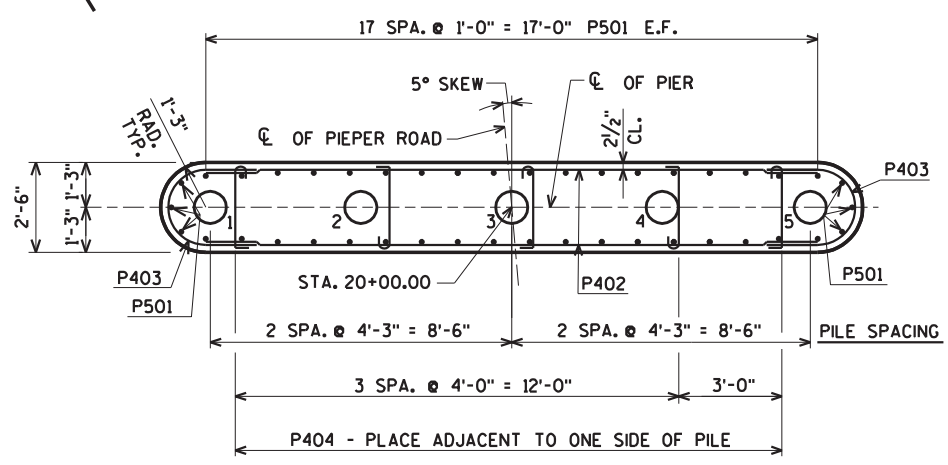 17 SPA. @ 1'-0" = 17'-0" P501 E.F.
5° SKEW
℄ OF PIER
1'-3"
RAD.
TYP.
℄ OF PIEPER ROAD
2½"
CL.
P403
2'-6"
1'-3"
1'-3"
1
2
3
4
5
P403
STA. 20+00.00
P402
P501
P501
2 SPA. @ 4'-3" = 8'-6"
2 SPA. @ 4'-3" = 8'-6"
PILE SPACING
3 SPA. @ 4'-0" = 12'-0"
3'-0"
P404 - PLACE ADJACENT TO ONE SIDE OF PILE